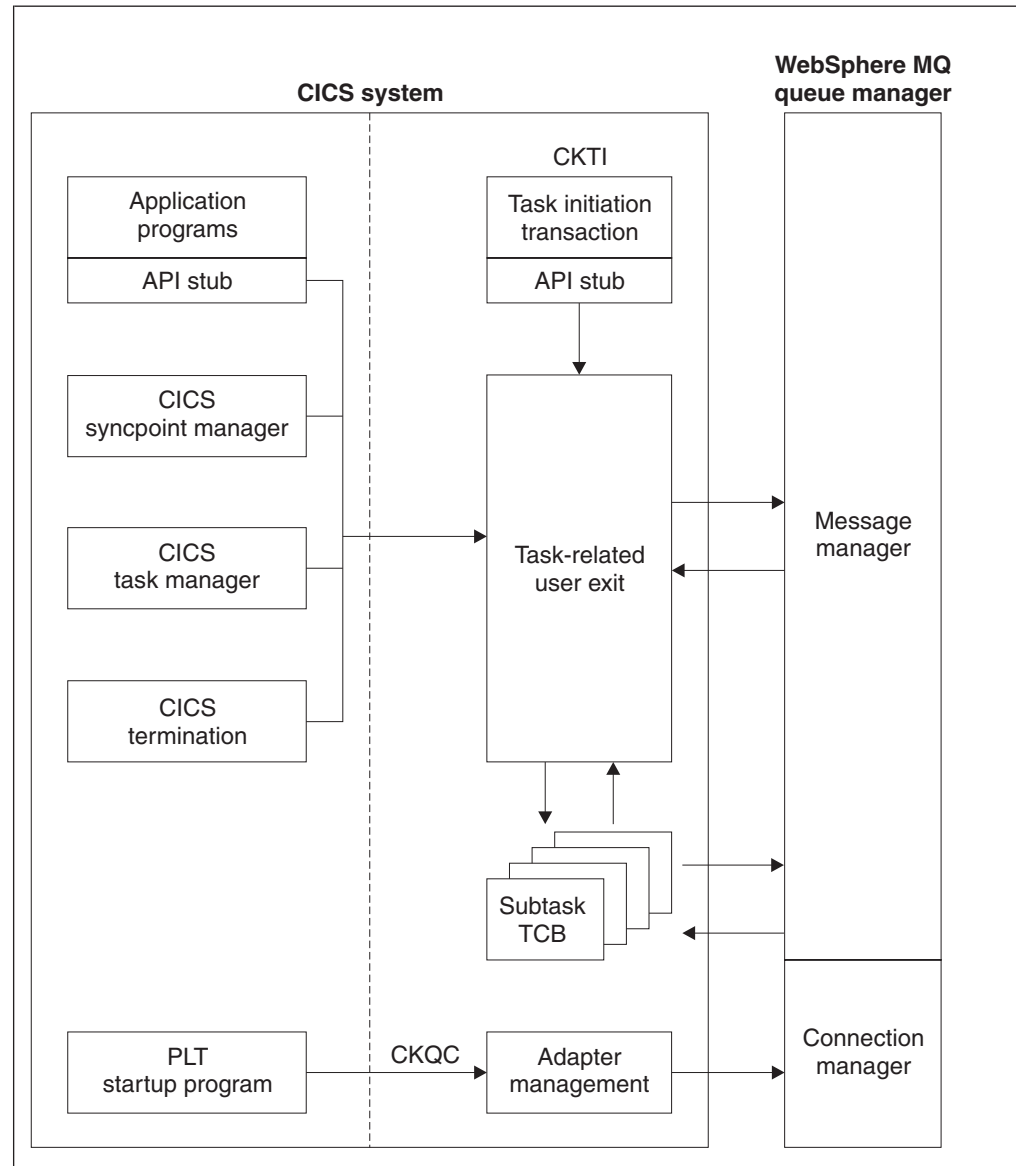 WebSphere MQ
queue manager
CICS system
CKTI
Application
programs
API stub
Task initiation
transaction
API stub
CICS
syncpoint manager
CICS
task manager
CICS
termination
Task-related
user exit
Message
manager
Subtask
TCB
PLT
startup program
CKQC
Adapter
management
Connection
manager